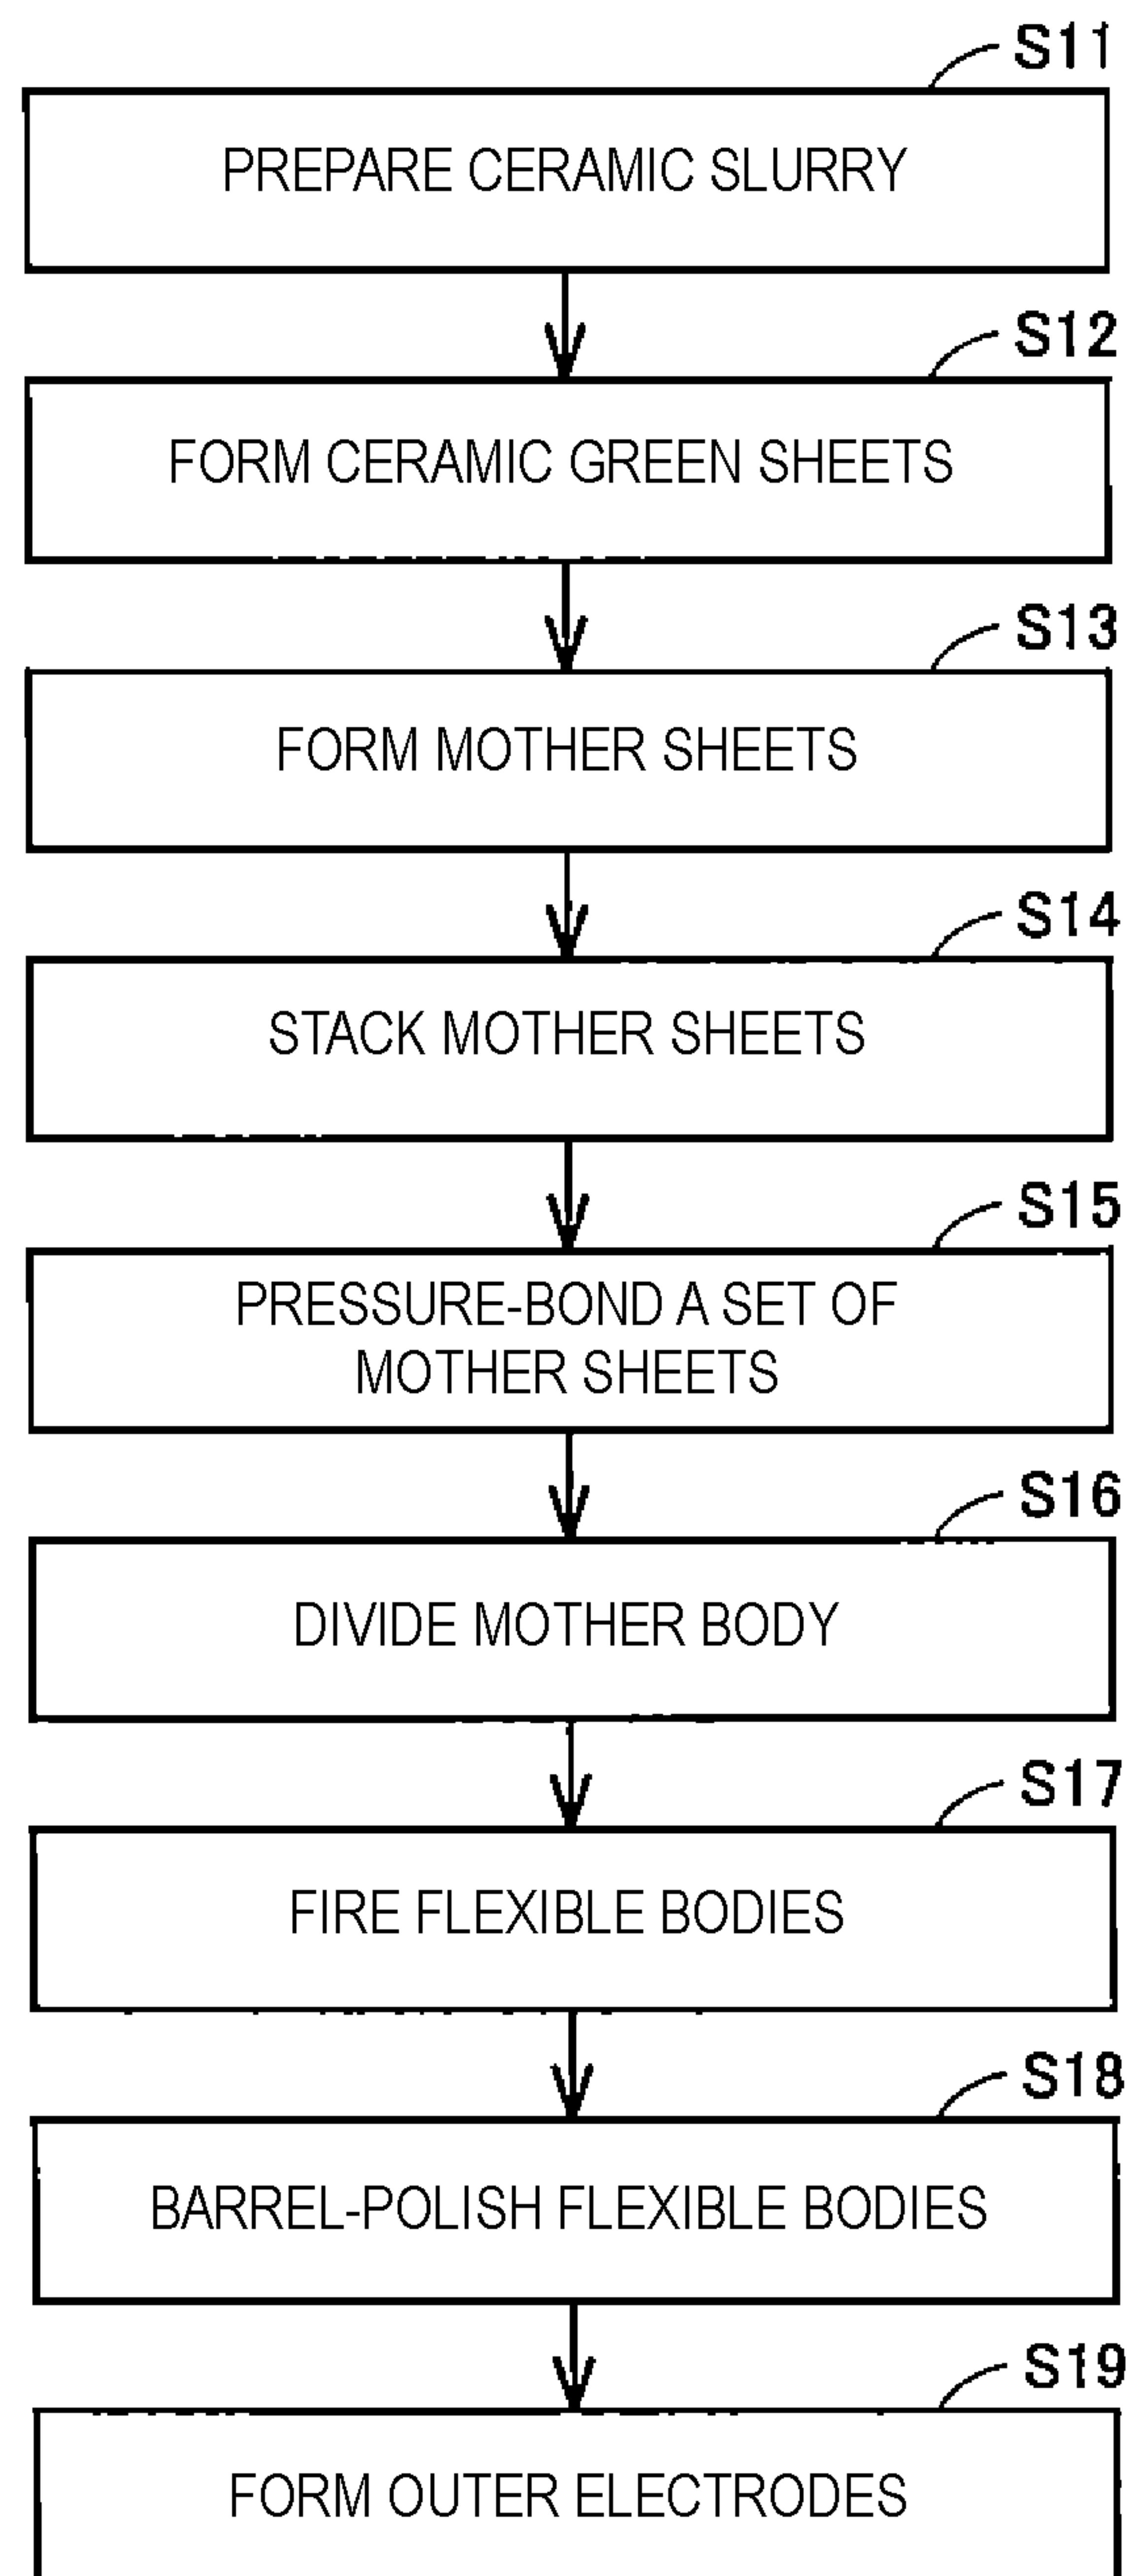 S11
PREPARE CERAMIC SLURRY
S12
FORM CERAMIC GREEN SHEETS
S13
FORM MOTHER SHEETS
S14
STACK MOTHER SHEETS
S15
PRESSURE-BOND A SET OF
MOTHER SHEETS
S16
DIVIDE MOTHER BODY
S17
FIRE FLEXIBLE BODIES
S18
BARREL-POLISH FLEXIBLE BODIES
S19
FORM OUTER ELECTRODES